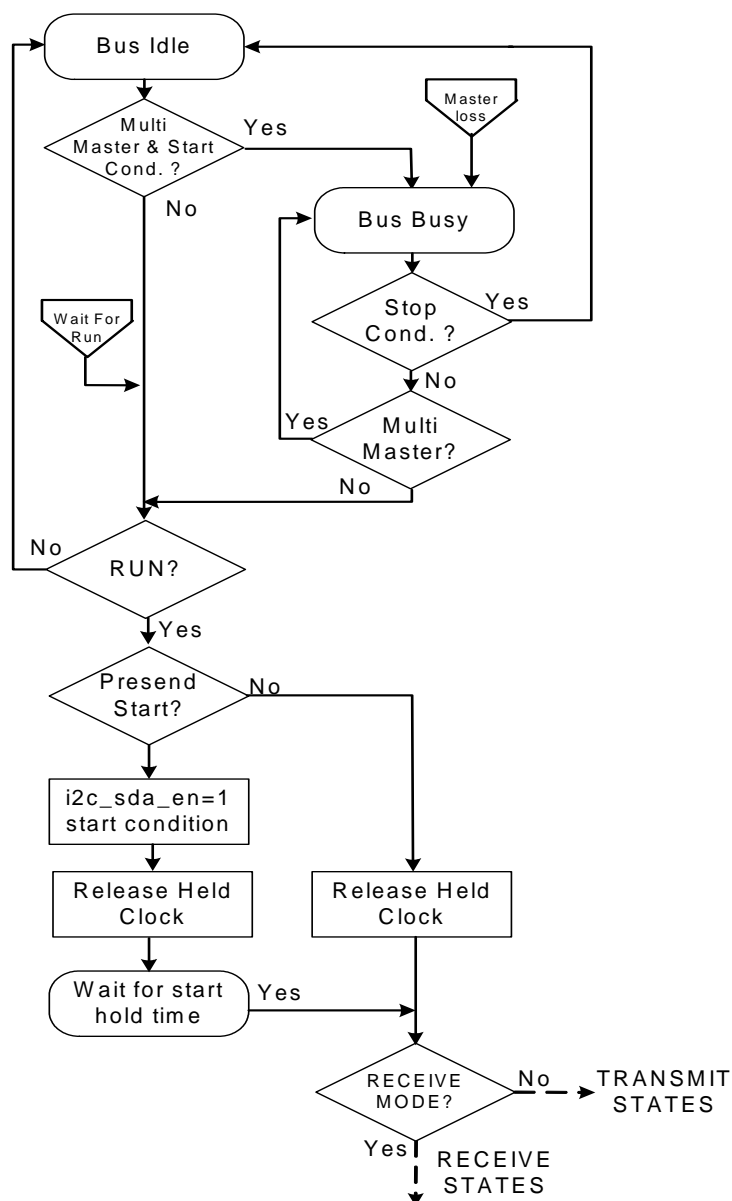 Bus Idle
Master
loss
Multi
Master & Start
Cond. ?
Yes
No
Bus Busy
Wait For
Run
Stop
Cond. ?
Yes
No
Yes
Multi
Master?
No
No
RUN?
Yes
Presend
Start?
No
i2c_sda_en=1
start condition
Release Held
Clock
Release Held
Clock
Wait for start
hold time
Yes
RECEIVE
MODE?
No
TRANSMIT
STATES
Yes
RECEIVE
STATES